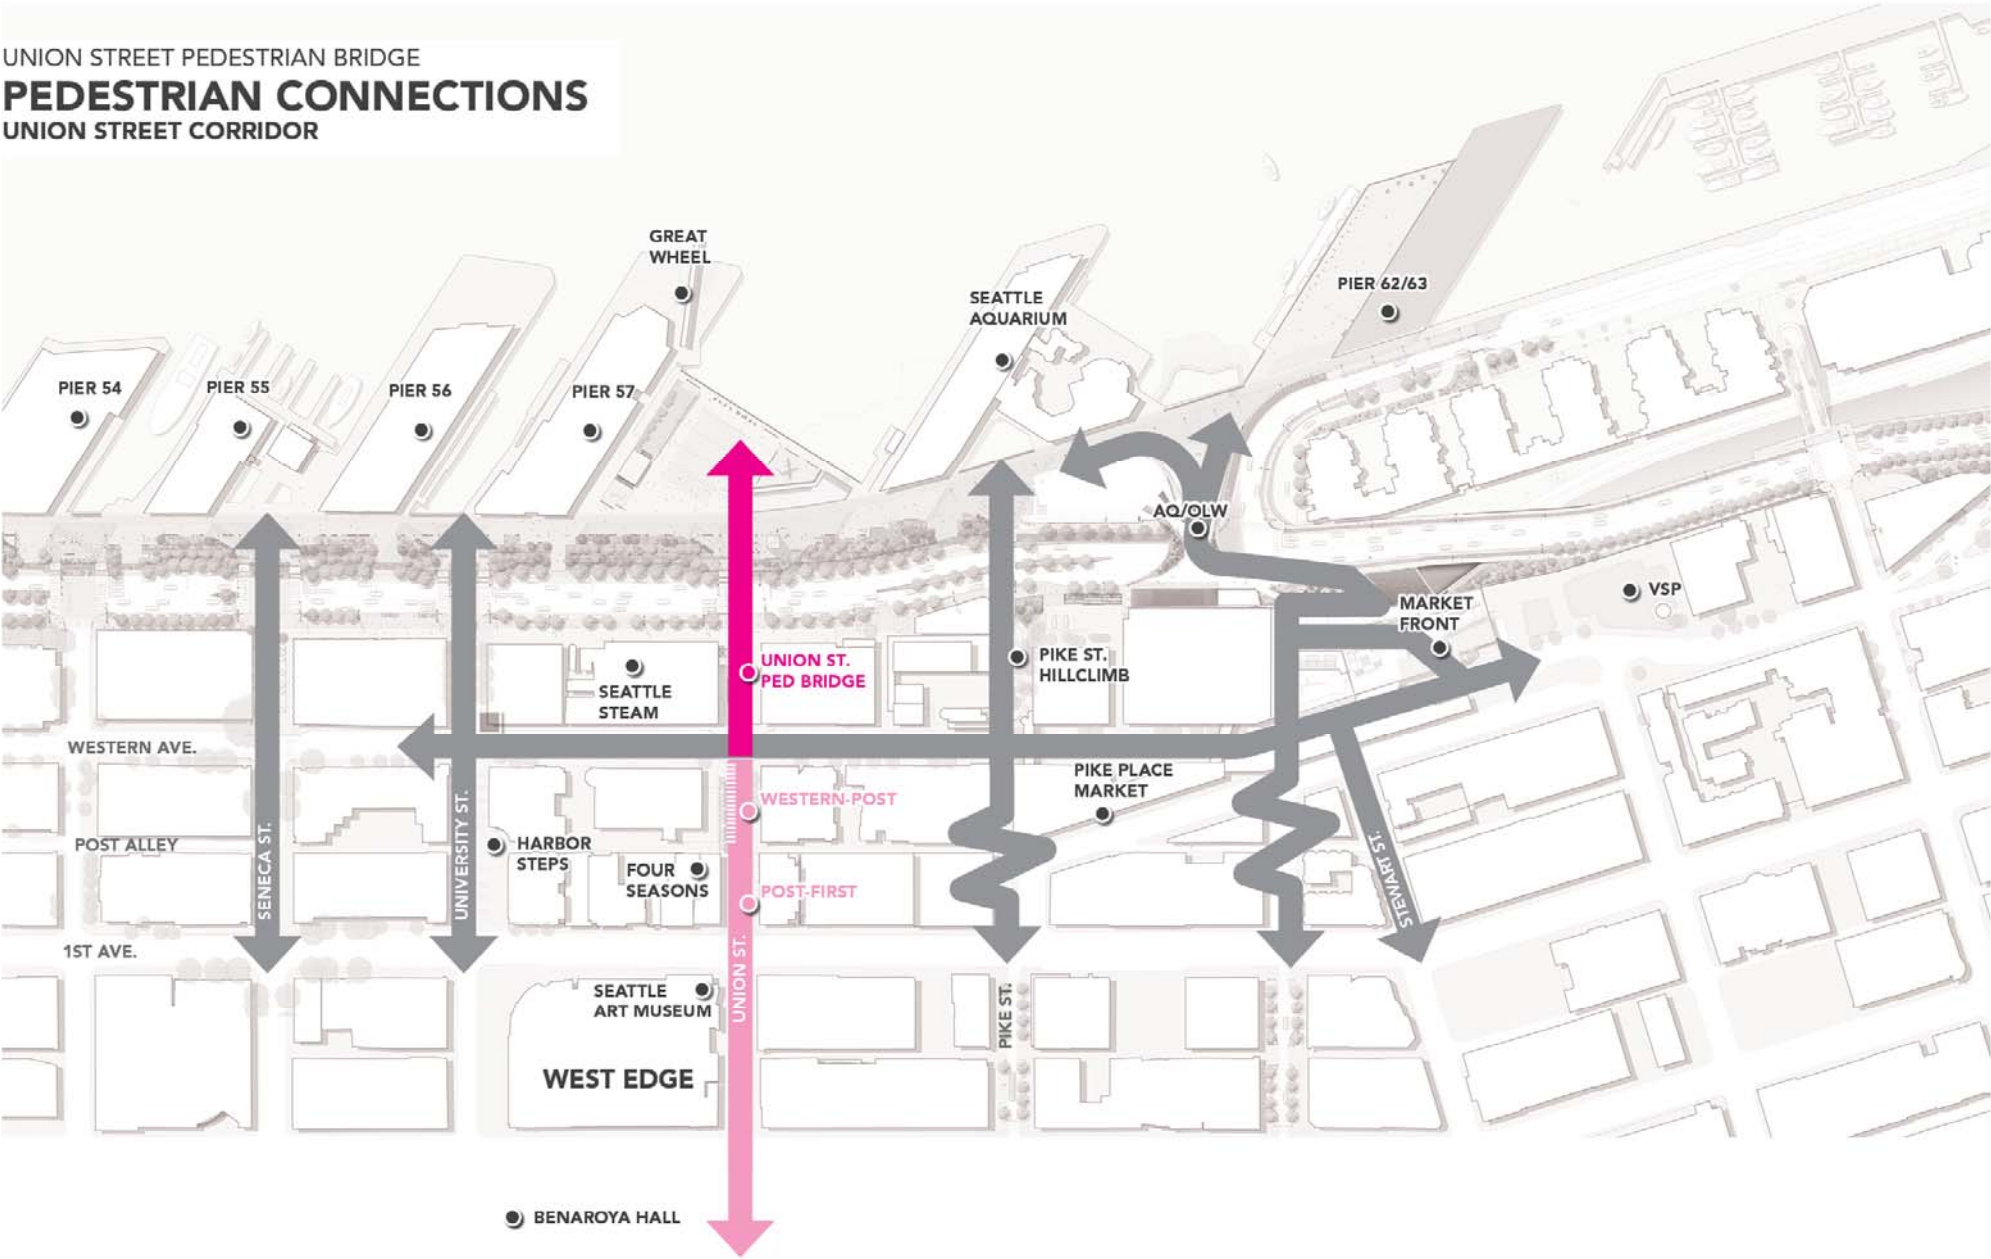 UNION STREET PEDESTRIAN BRIDGE
PEDESTRIAN CONNECTIONS
UNION STREET CORRIDOR
GREAT
WHEEL
SEATTLE
AQUARIUM
PIER 62/63
PIER 54
PIER 55
PIER 56
PIER 57
AQ/OLW
VSP
MARKET
FRONT
UNION ST.
PED BRIDGE
PIKE ST.
HILLCLIMB
SEATTLE
STEAM
WESTERN AVE.
PIKE PLACE
MARKET
WESTERN-POST
POST ALLEY
SENECA ST.
UNIVERSITY ST.
HARBOR
STEPS
FOUR
SEASONS
POST-FIRST
STEWART ST.
1ST AVE.
UNION ST.
PIKE ST.
SEATTLE
ART MUSEUM
WEST EDGE
BENAROYA HALL